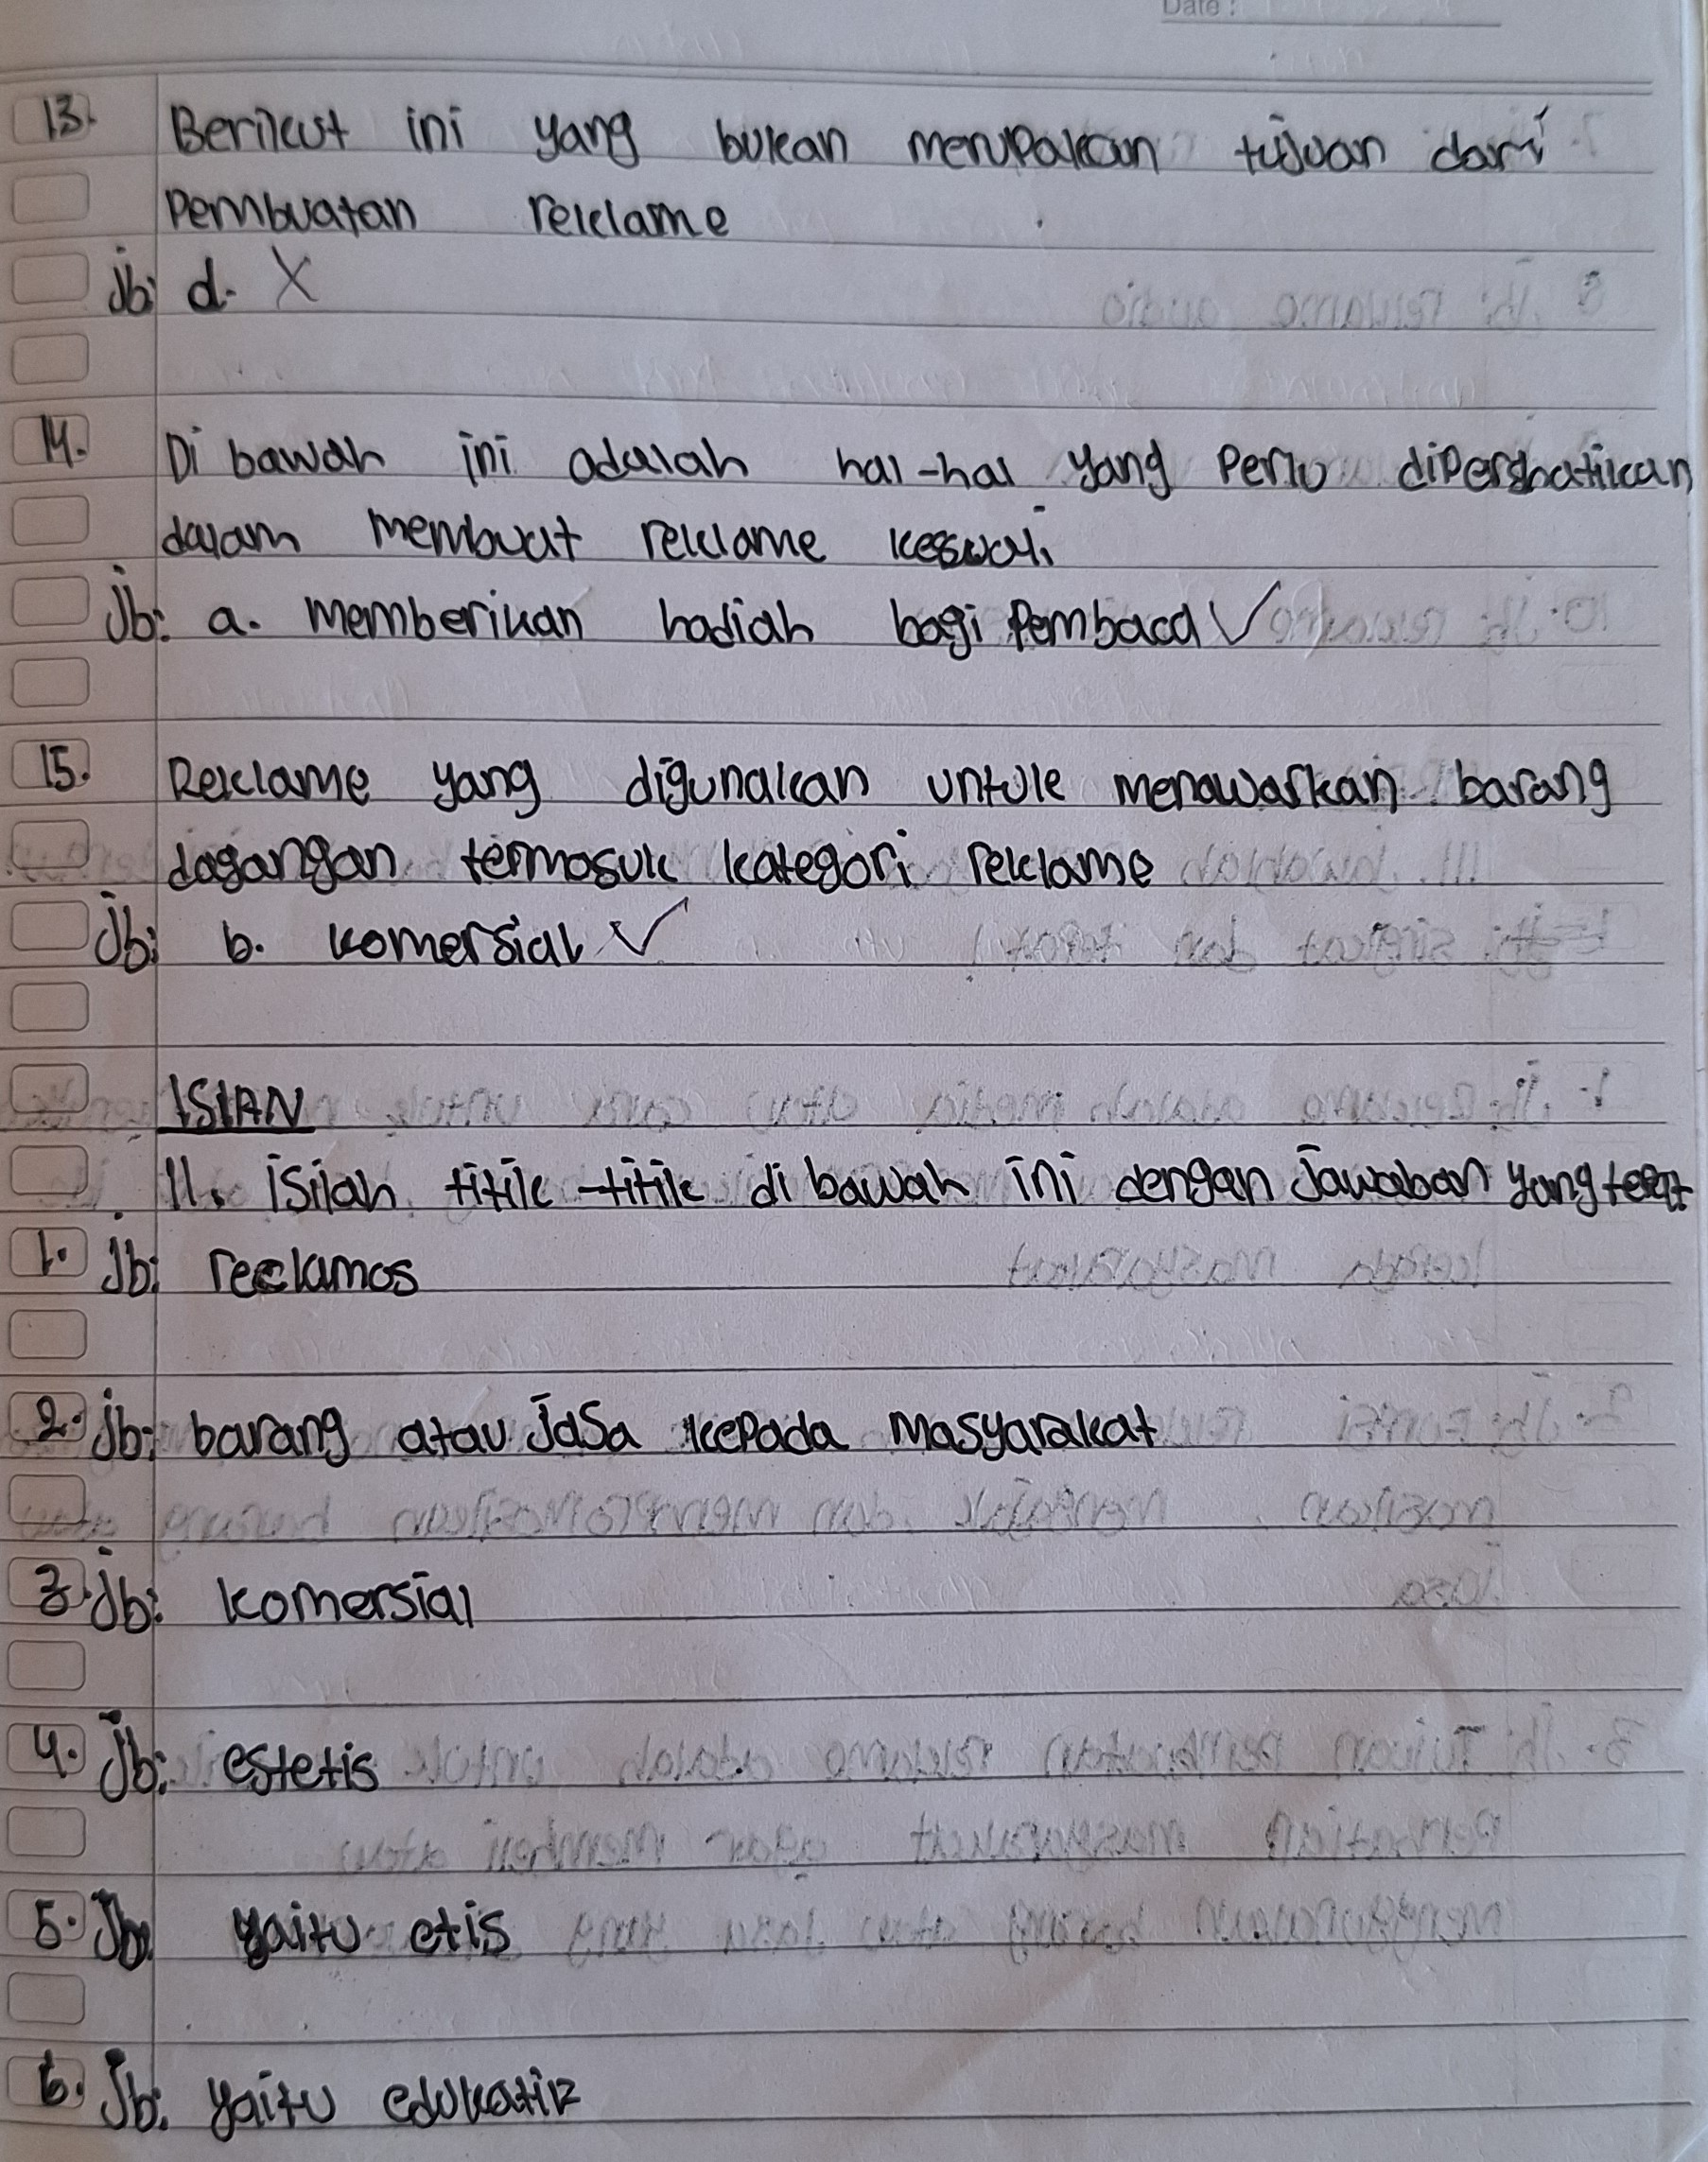 Date :
13. Berikut ini yang bukan merupakan tujuan dari
Pembuatan reklame
Jb: d. X
14. Di bawah ini adalah hal-hal yang Perlu diperhatikan
dalam membuat reklame kecuali
Jb: a. memberikan hadiah bagi Pembaca ✓
15. Reklame yang digunakan untuk menawarkan barang
dagangan termasuk kategori reklame
Jb: b. komersial ✓
ISIAN
II. isilah titik-titik di bawah ini dengan Jawaban yang tepat
1. Jb: reclamos
2. Jb: barang atau Jasa kepada Masyarakat
3. Jb: komersial
4. Jb: estetis
5. Jb: yaitu etis
6. Jb: yaitu edukatif